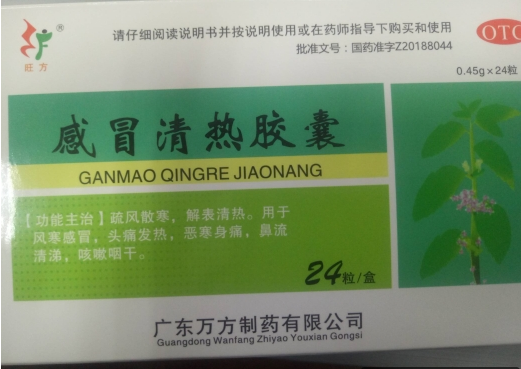 请仔细阅读说明书并按说明使用或在药师指导下购买和使用
批准文号：国药准字Z20188044
OTC
®
旺方
0.45g×24粒
感冒清热胶囊
GANMAO QINGRE JIAONANG
【功能主治】疏风散寒，解表清热。用于
风寒感冒，头痛发热，恶寒身痛，鼻流
清涕，咳嗽咽干。
24粒/盒
广东万方制药有限公司
Guangdong Wanfang Zhiyao Youxian Gongsi